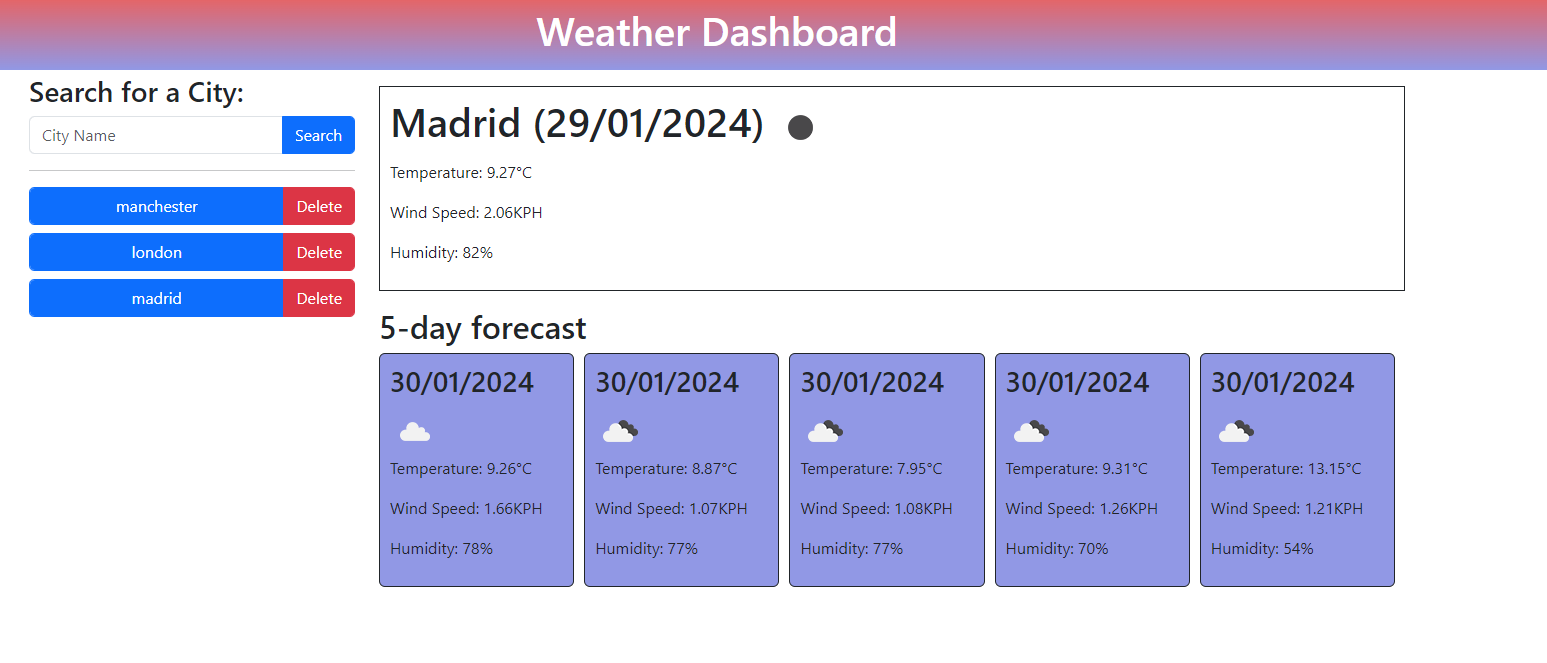 Weather Dashboard
Search for a City:
City Name
Search
manchester
Delete
london
Delete
madrid
Delete
Madrid (29/01/2024)
Temperature: 9.27°C
Wind Speed: 2.06KPH
Humidity: 82%
5-day forecast
30/01/2024
Temperature: 9.26°C
Wind Speed: 1.66KPH
Humidity: 78%
30/01/2024
Temperature: 8.87°C
Wind Speed: 1.07KPH
Humidity: 77%
30/01/2024
Temperature: 7.95°C
Wind Speed: 1.08KPH
Humidity: 77%
30/01/2024
Temperature: 9.31°C
Wind Speed: 1.26KPH
Humidity: 70%
30/01/2024
Temperature: 13.15°C
Wind Speed: 1.21KPH
Humidity: 54%